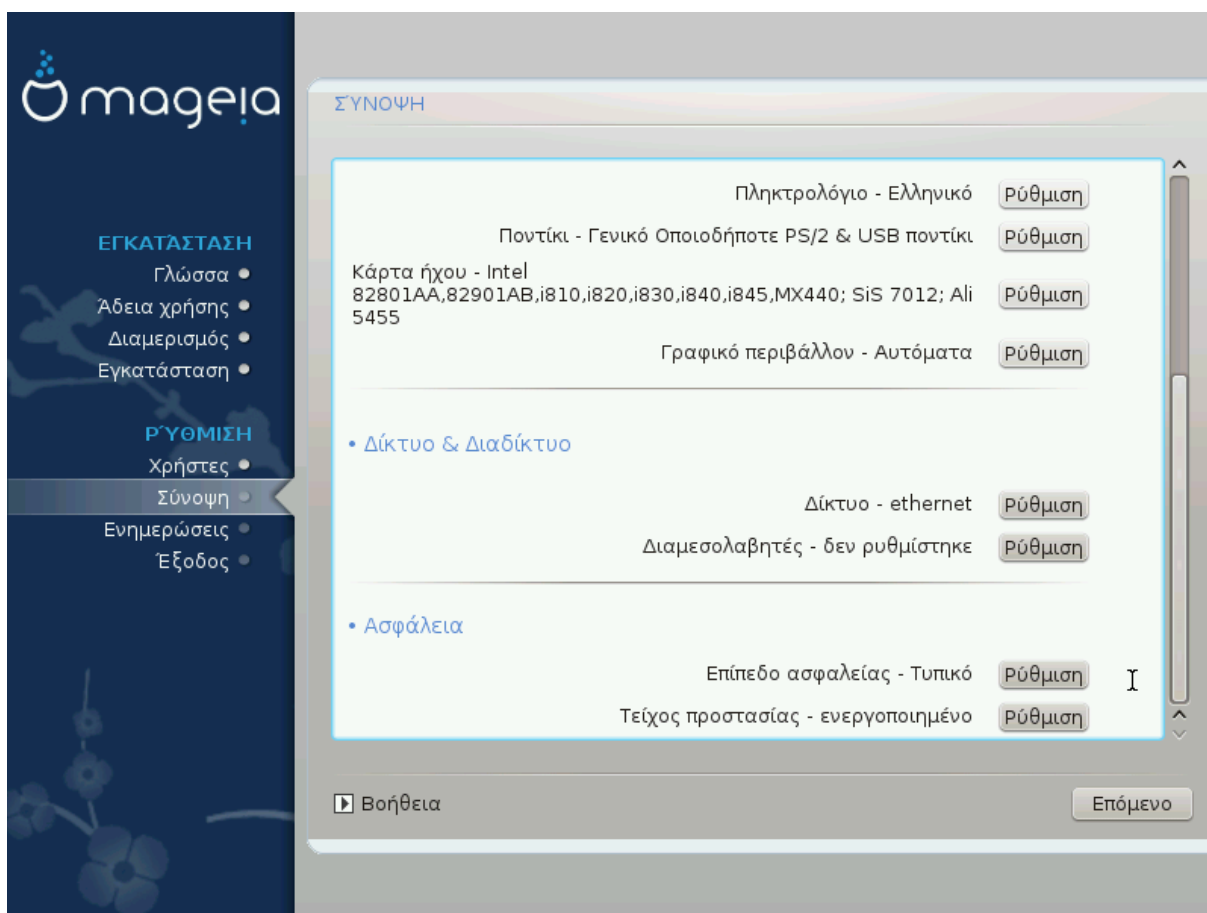 mageia
ΕΓΚΑΤΆΣΤΑΣΗ
Γλώσσα
Άδεια χρήσης
Διαμερισμός
Εγκατάσταση
ΡΎΘΜΙΣΗ
Χρήστες
Σύνοψη
Ενημερώσεις
Έξοδος
ΣΎΝΟΨΗ
Πληκτρολόγιο - Ελληνικό Ρύθμιση
Ποντίκι - Γενικό Οποιοδήποτε PS/2 & USB ποντίκι Ρύθμιση
Κάρτα ήχου - Intel
82801AA,82901AB,i810,i820,i830,i840,i845,MX440; SiS 7012; Ali Ρύθμιση
5455
Γραφικό περιβάλλον - Αυτόματα Ρύθμιση
• Δίκτυο & Διαδίκτυο
Δίκτυο - ethernet Ρύθμιση
Διαμεσολαβητές - δεν ρυθμίστηκε Ρύθμιση
• Ασφάλεια
Επίπεδο ασφαλείας - Τυπικό Ρύθμιση
Τείχος προστασίας - ενεργοποιημένο Ρύθμιση
Βοήθεια
Επόμενο